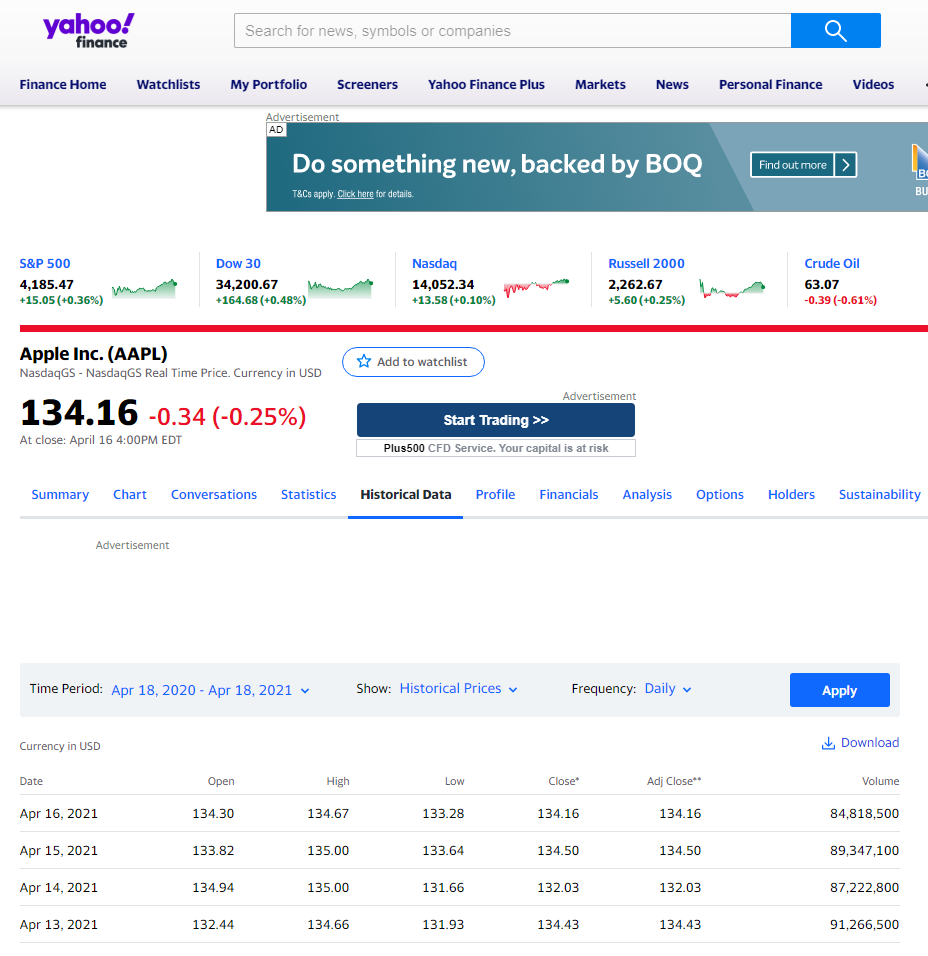 yahoo!
finance
Search for news, symbols or companies
Finance Home Watchlists My Portfolio Screeners Yahoo Finance Plus Markets News Personal Finance Videos
Advertisement
AD
Do something new, backed by BOQ
Find out more
T&Cs apply. Click here for details.
S&P 500 Dow 30 Nasdaq Russell 2000 Crude Oil
4,185.47 34,200.67 14,052.34 2,262.67 63.07
+15.05 (+0.36%) +164.68 (+0.48%) +13.58 (+0.10%) +5.60 (+0.25%) -0.39 (-0.61%)
Apple Inc. (AAPL)
NasdaqGS - NasdaqGS Real Time Price. Currency in USD
Add to watchlist
134.16 -0.34 (-0.25%)
At close: April 16 4:00PM EDT
Advertisement
Start Trading >>
Plus500 CFD Service. Your capital is at risk
Summary Chart Conversations Statistics Historical Data Profile Financials Analysis Options Holders Sustainability
Advertisement
Time Period: Apr 18, 2020 - Apr 18, 2021 Show: Historical Prices Frequency: Daily Apply
Currency in USD Download
Date Open High Low Close* Adj Close** Volume
Apr 16, 2021 134.30 134.67 133.28 134.16 134.16 84,818,500
Apr 15, 2021 133.82 135.00 133.64 134.50 134.50 89,347,100
Apr 14, 2021 134.94 135.00 131.66 132.03 132.03 87,222,800
Apr 13, 2021 132.44 134.66 131.93 134.43 134.43 91,266,500